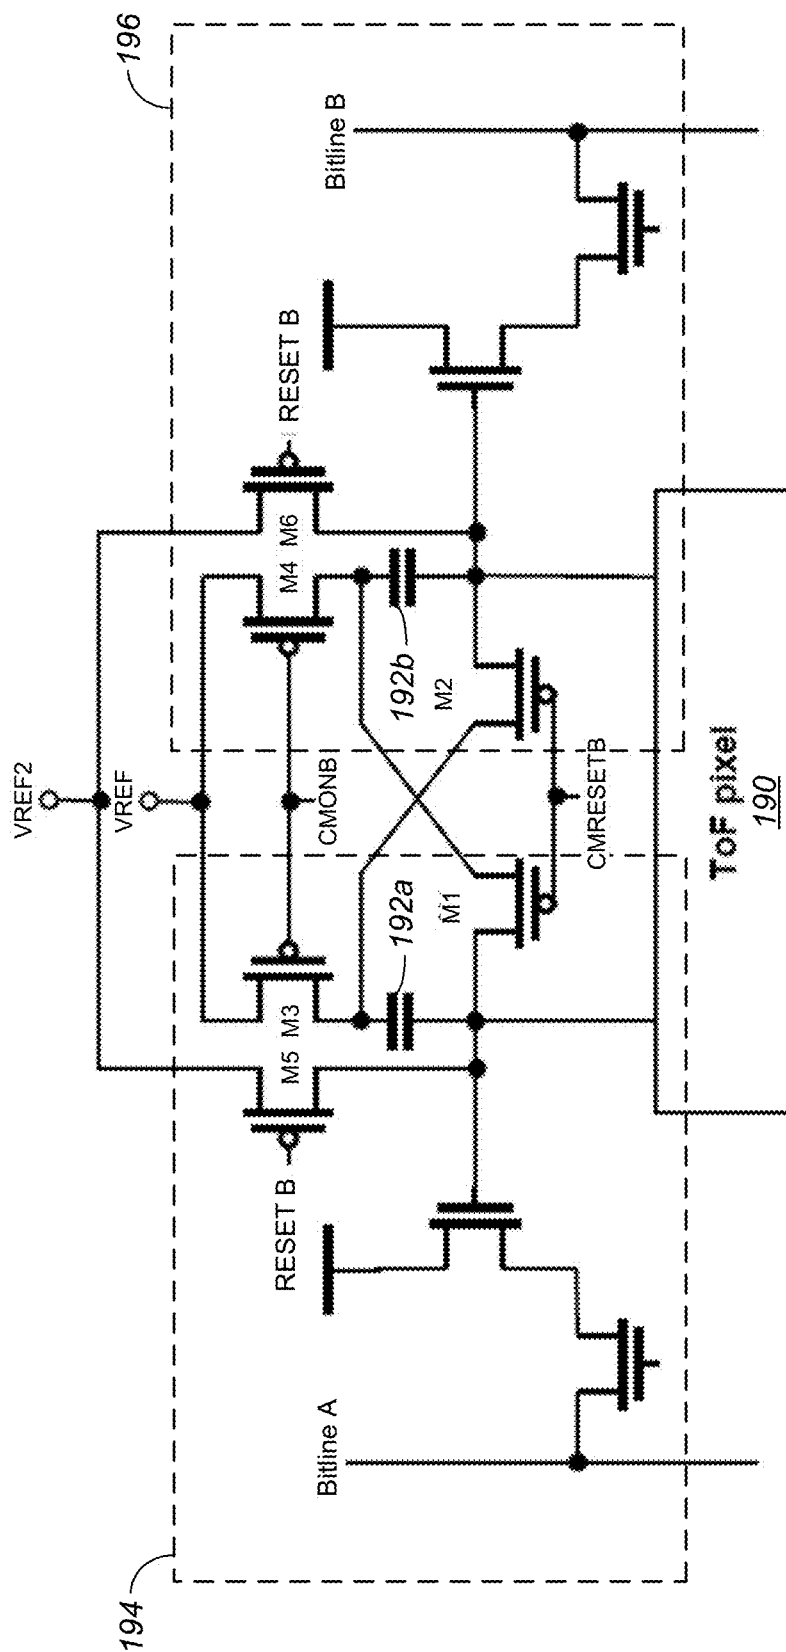 196
194
VREF2
VREF
Bitline B
Bitline A
RESET B
RESET B
M5
M3
M4
M6
CMONB
192a
192b
M1
M2
CMRESETB
ToF pixel
190